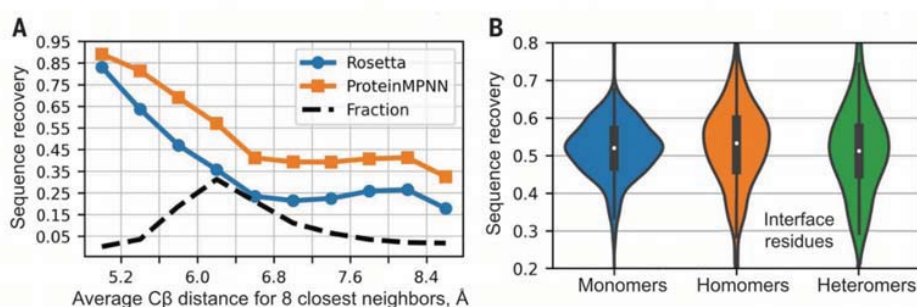 A
0.95
0.85
0.75
0.65
0.55
0.45
0.35
0.25
0.15
0.05
Sequence recovery
Rosetta
ProteinMPNN
Fraction
5.2 6.0 6.8 7.6 8.4
Average Cβ distance for 8 closest neighbors, Å
B
0.8
0.7
0.6
0.5
0.4
0.3
0.2
Sequence recovery
Interface
residues
Monomers Homomers Heteromers